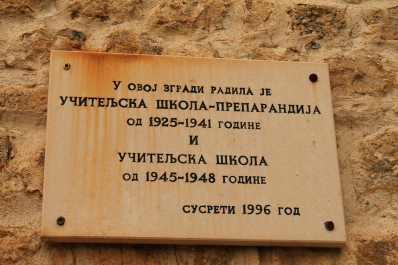 У ОВОЈ ЗГРАДИ РАДИЛА ЈЕ
УЧИТЕЉСКА ШКОЛА-ПРЕПАРАНДИЈА
ОД 1925-1941 ГОДИНЕ
И
УЧИТЕЉСКА ШКОЛА
ОД 1945-1948 ГОДИНЕ
СУСРЕТИ 1996 ГОД